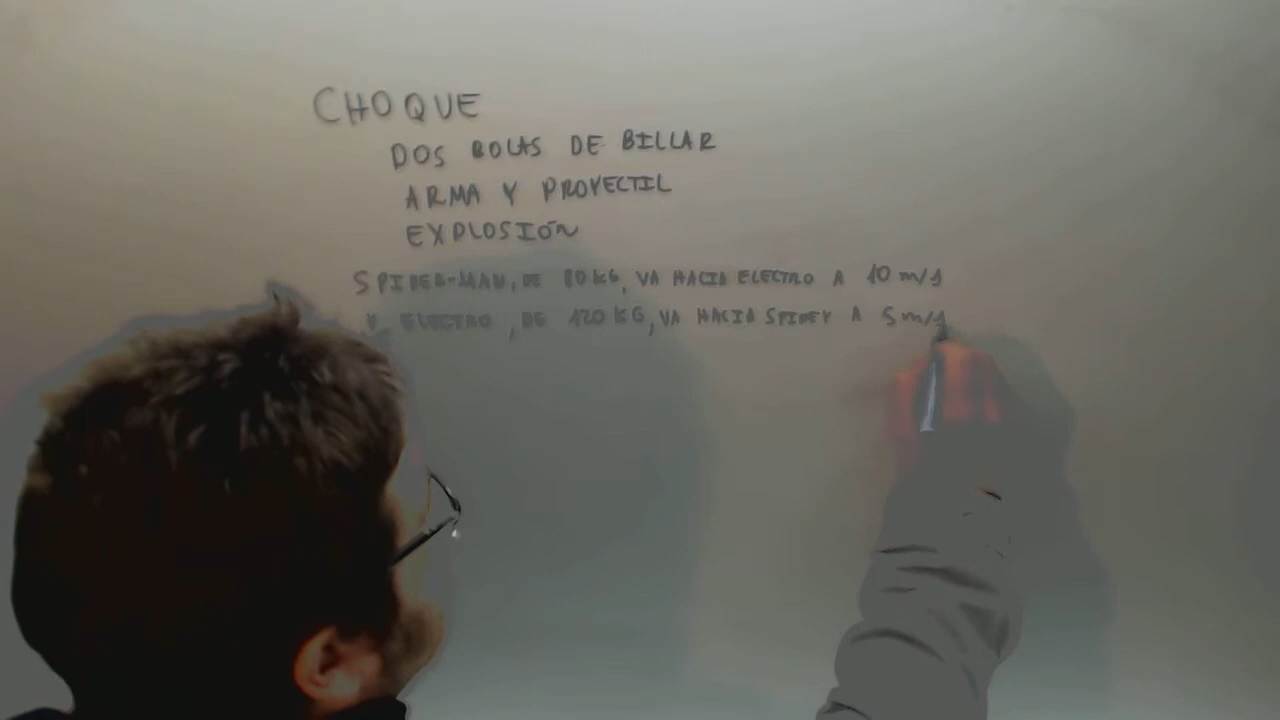 CHOQUE
DOS BOLAS DE BILLAR
ARMA Y PROYECTIL
EXPLOSIÓN
SPIDER-MAN, DE 80 KG, VA HACIA ELECTRO A 10 m/s
Y ELECTRO, DE 120 KG, VA HACIA SPIDEY A 5 m/s